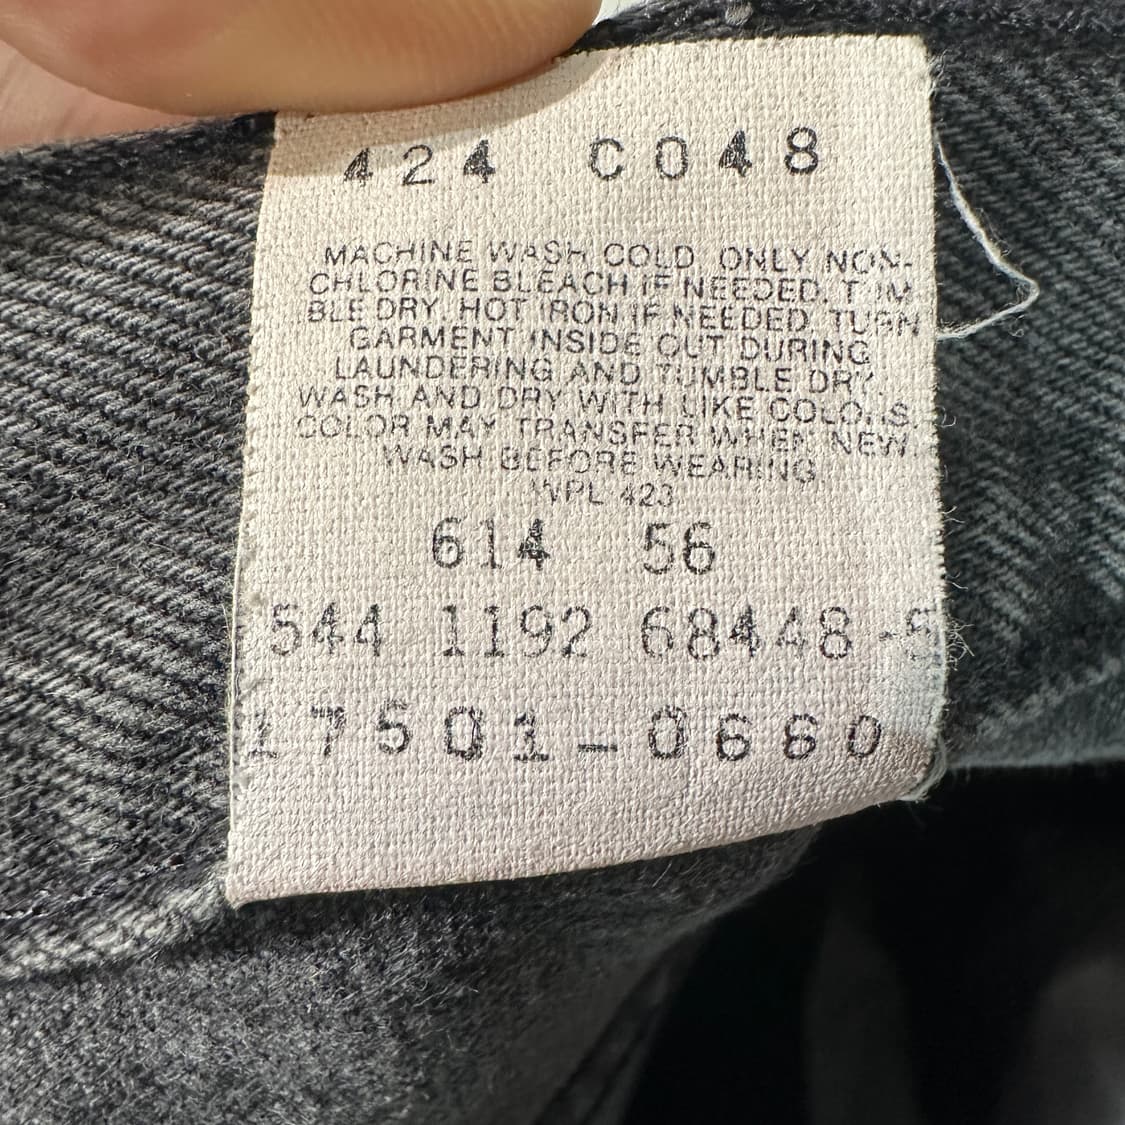 424 C048
MACHINE WASH COLD. ONLY NON-
CHLORINE BLEACH IF NEEDED. TUM
BLE DRY. HOT IRON IF NEEDED. TURN
GARMENT INSIDE OUT DURING
LAUNDERING AND TUMBLE DRY.
WASH AND DRY WITH LIKE COLORS.
COLOR MAY TRANSFER WHEN NEW.
WASH BEFORE WEARING
WPL 423
614 56
544 1192 68448
17501-0660